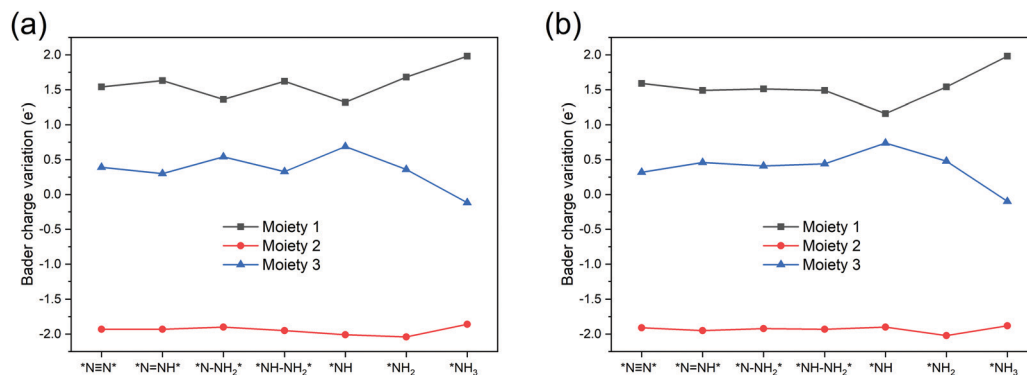 (a)
Bader charge variation (e⁻)
2.0
1.5
1.0
0.5
0.0
-0.5
-1.0
-1.5
-2.0
Moiety 1
Moiety 2
Moiety 3
*N≡N* *N=NH* *N-NH₂* *NH-NH₂* *NH *NH₂ *NH₃
(b)
Bader charge variation (e⁻)
2.0
1.5
1.0
0.5
0.0
-0.5
-1.0
-1.5
-2.0
Moiety 1
Moiety 2
Moiety 3
*N≡N* *N=NH* *N-NH₂* *NH-NH₂* *NH *NH₂ *NH₃